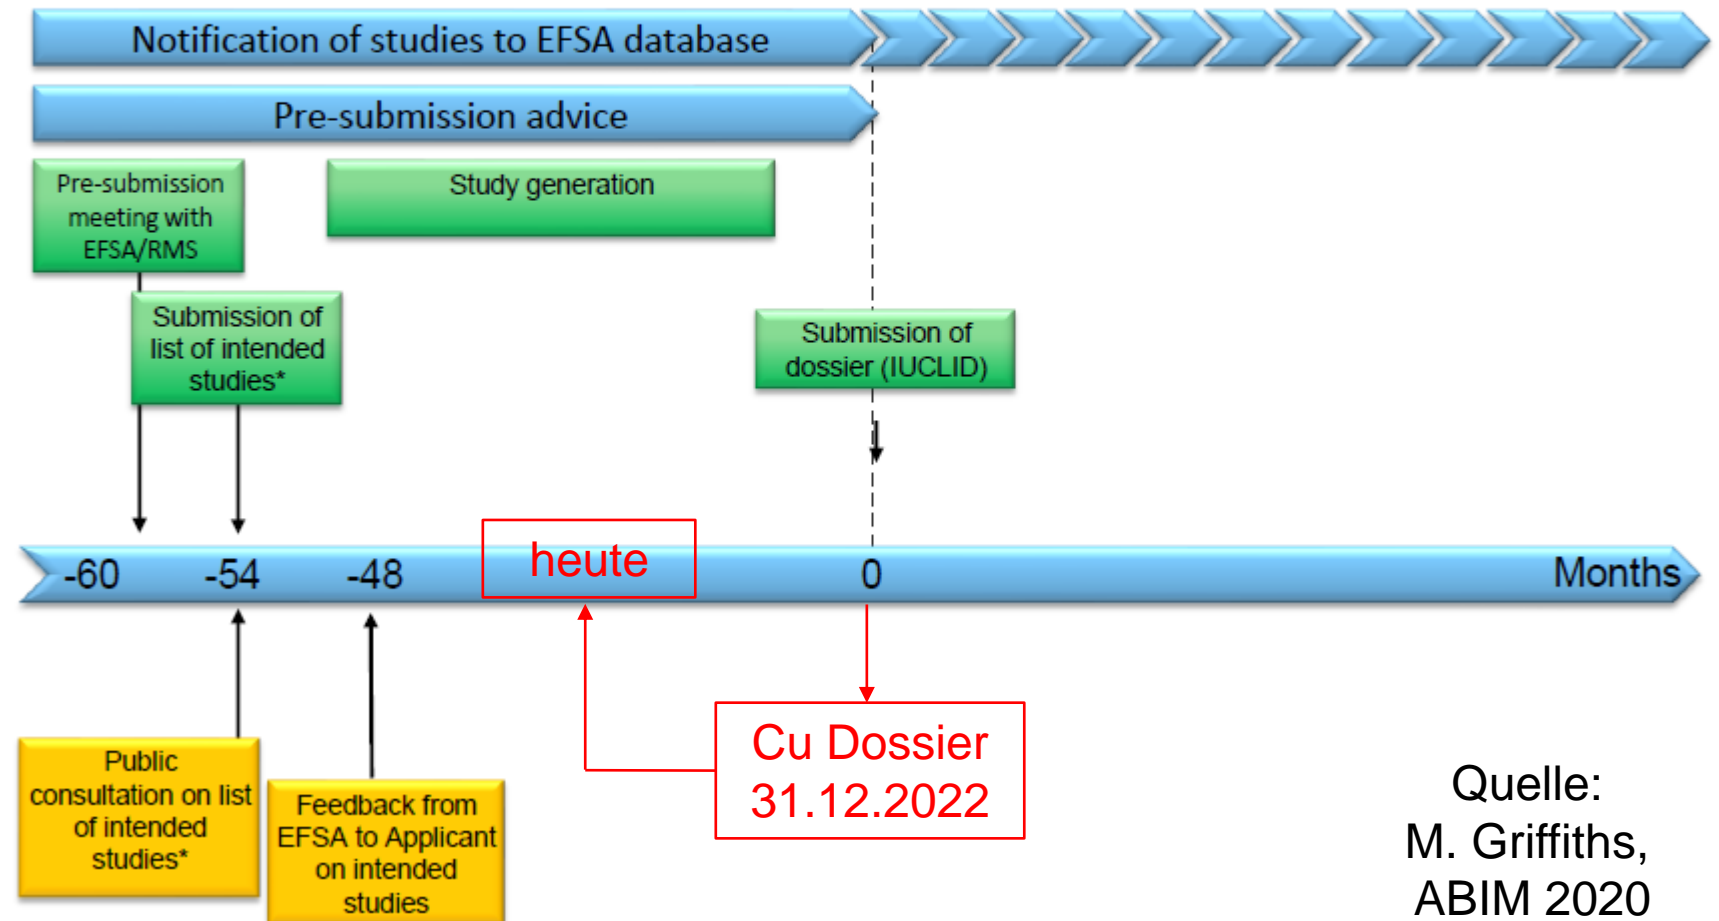 Notification of studies to EFSA database
Pre-submission advice
Pre-submission
meeting with
EFSA/RMS
Study generation
Submission of
list of intended
studies*
Submission of
dossier (IUCLID)
-60
-54
-48
heute
0
Months
Cu Dossier
31.12.2022
Public
consultation on list
of intended
studies*
Feedback from
EFSA to Applicant
on intended
studies
Quelle:
M. Griffiths,
ABIM 2020